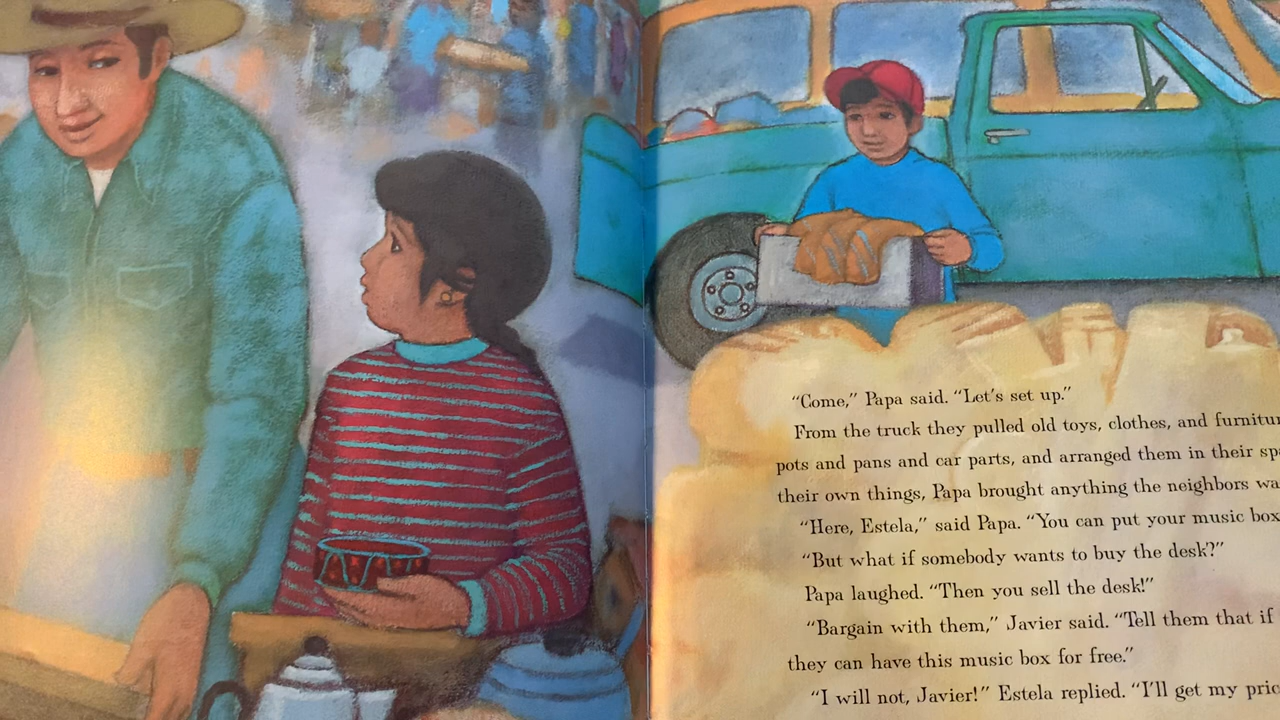 “Come,” Papa said. “Let’s set up.”
From the truck they pulled old toys, clothes, and
pots and pans and car parts, and arranged them in their
their own things, Papa brought anything the neighbors
“Here, Estela,” said Papa. “You can put your music box
“But what if somebody wants to buy the desk?”
Papa laughed. “Then you sell the desk!”
“Bargain with them,” Javier said. “Tell them that if
they can have this music box for free.”
“I will not, Javier!” Estela replied. “I’ll get my